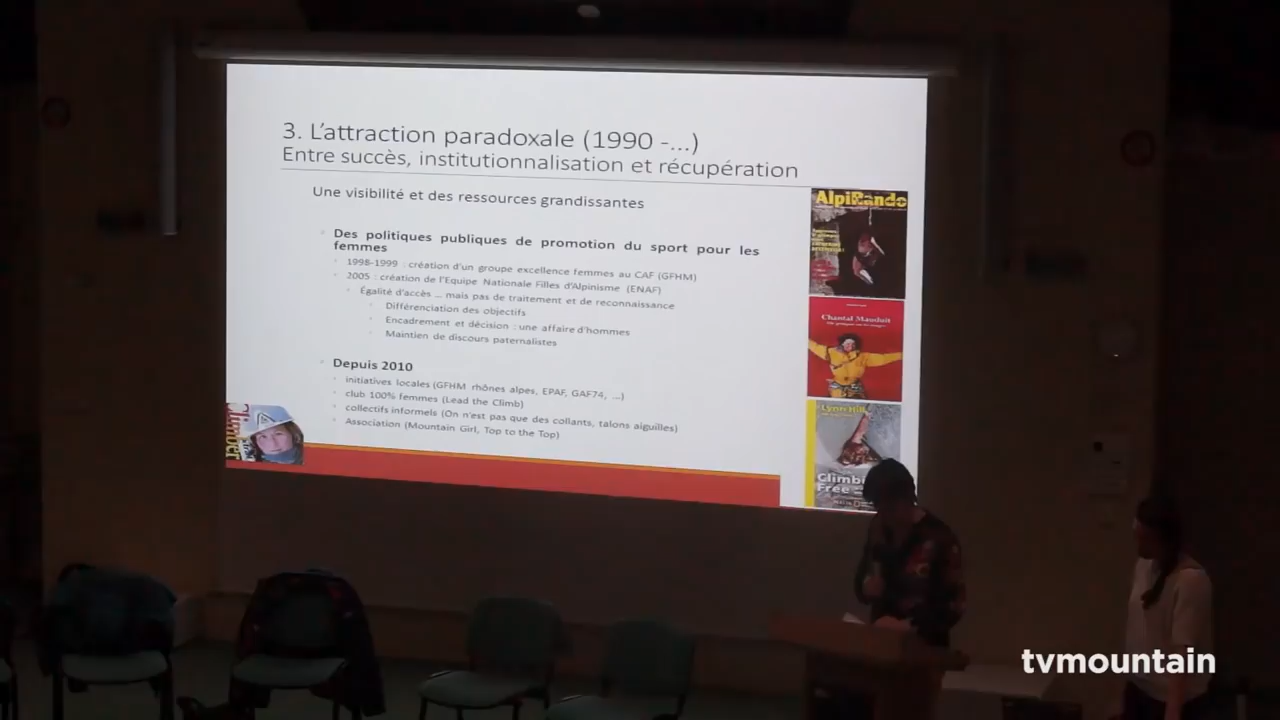 3. L'attraction paradoxale (1990 -...)
Entre succès, institutionnalisation et récupération
Une visibilité et des ressources grandissantes
Des politiques publiques de promotion du sport pour les
femmes
1998-1999 : création d'un groupe excellence femmes au CAF (GFHM)
2005 : création de l'Equipe Nationale Filles d'Alpinisme (ENAF)
Égalité d'accès ... mais pas de traitement et de reconnaissance
Différenciation des objectifs
Encadrement et décision : une affaire d'hommes
Maintien de discours paternalistes
Depuis 2010
initiatives locales (GFHM rhônes alpes, EPAF, GAF74, ...)
club 100% femmes (Lead the Climb)
collectifs informels (On n'est pas que des collants, talons aiguilles)
Association (Mountain Girl, Top to the Top)
AlpiRando
Chantal Mauduit
Lynn Hill
Climbi
Free
Climber
tvmountain